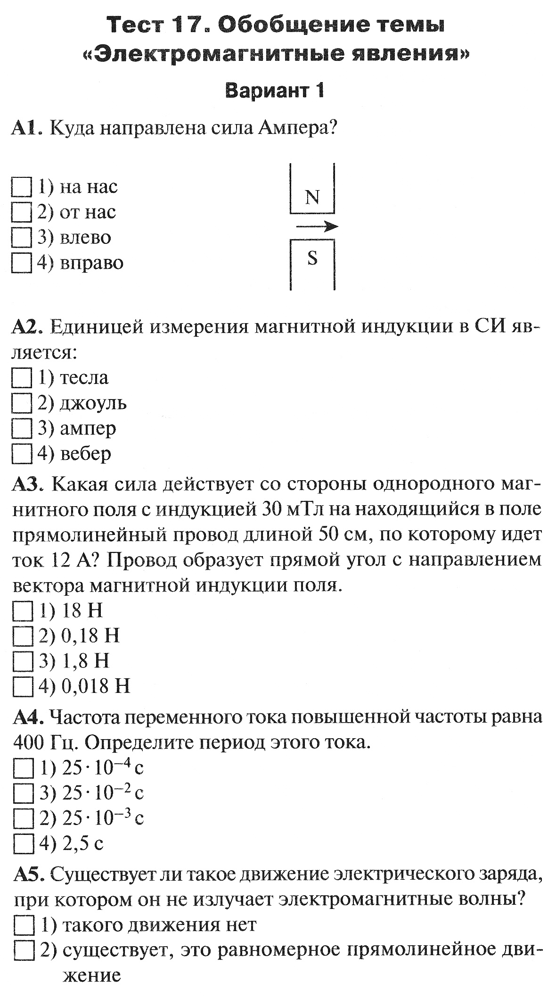 Тест 17. Обобщение темы
«Электромагнитные явления»
Вариант 1
А1. Куда направлена сила Ампера?
1) на нас
2) от нас
3) влево
4) вправо
N
S
А2. Единицей измерения магнитной индукции в СИ яв-
ляется:
1) тесла
2) джоуль
3) ампер
4) вебер
А3. Какая сила действует со стороны однородного маг-
нитного поля с индукцией 30 мТл на находящийся в поле
прямолинейный провод длиной 50 см, по которому идет
ток 12 А? Провод образует прямой угол с направлением
вектора магнитной индукции поля.
1) 18 Н
2) 0,18 Н
3) 1,8 Н
4) 0,018 Н
А4. Частота переменного тока повышенной частоты равна
400 Гц. Определите период этого тока.
1) 25 · 10⁻⁴ с
3) 25 · 10⁻² с
2) 25 · 10⁻³ с
4) 2,5 с
А5. Существует ли такое движение электрического заряда,
при котором он не излучает электромагнитные волны?
1) такого движения нет
2) существует, это равномерное прямолинейное дви-
жение